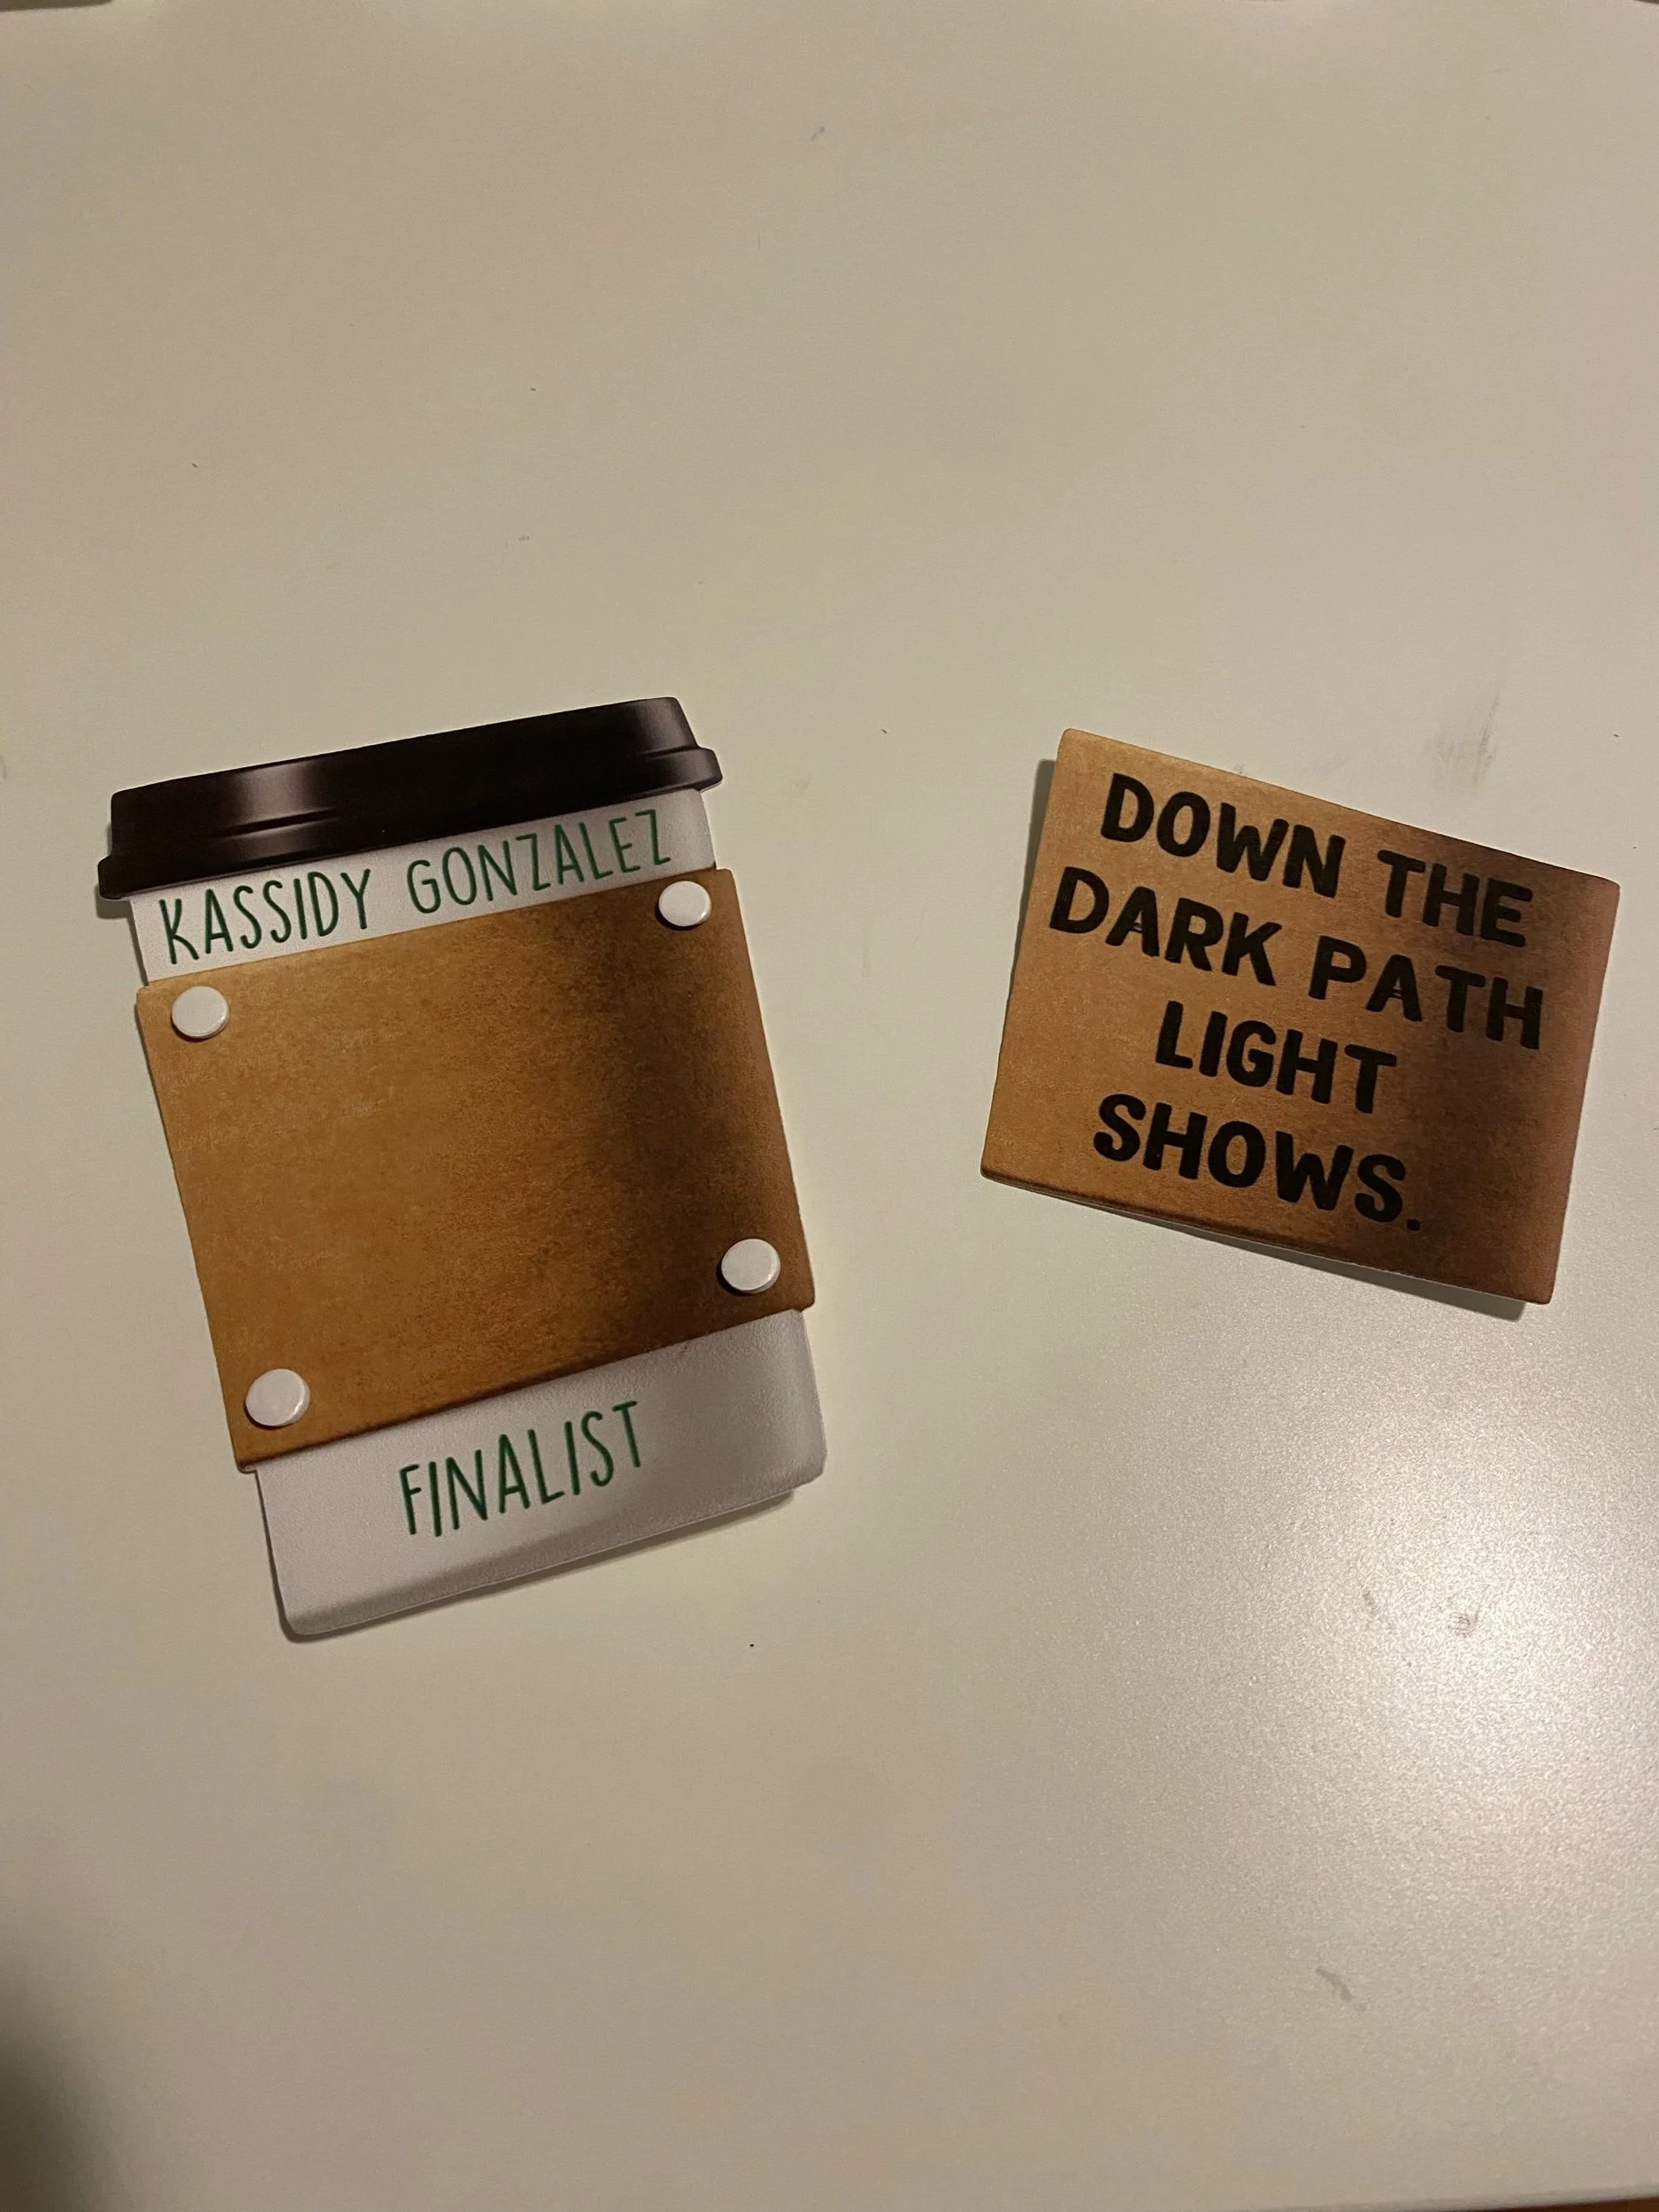 KASSIDY GONZALEZ
FINALIST
DOWN THE
DARK PATH
LIGHT
SHOWS.